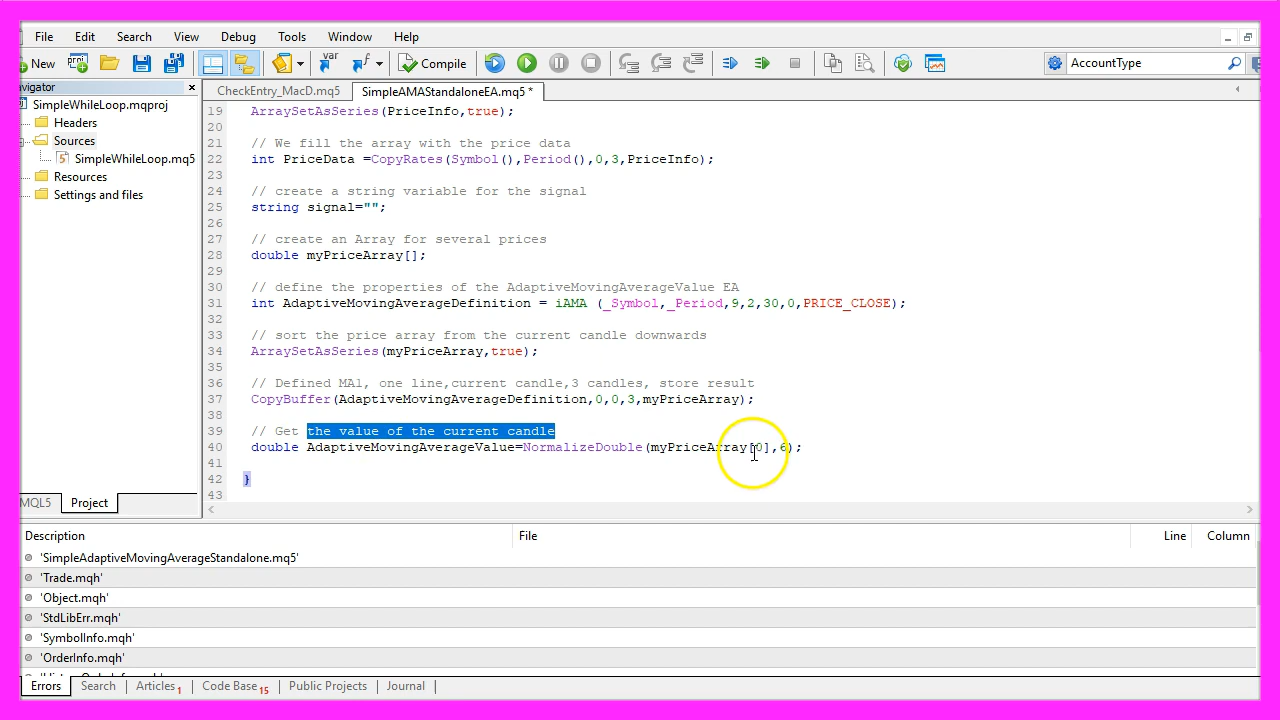 File Edit Search View Debug Tools Window Help
New Compile AccountType
avigator
CheckEntry_MacD.mq5 SimpleAMAStandaloneEA.mq5 *
SimpleWhileLoop.mqproj
Headers
Sources
SimpleWhileLoop.mq5
Resources
Settings and files
MQL5 Project
19 ArraySetAsSeries(PriceInfo,true);
20
21 // We fill the array with the price data
22 int PriceData =CopyRates(Symbol(),Period(),0,3,PriceInfo);
23
24 // create a string variable for the signal
25 string signal="";
26
27 // create an Array for several prices
28 double myPriceArray[];
29
30 // define the properties of the AdaptiveMovingAverageValue EA
31 int AdaptiveMovingAverageDefinition = iAMA (_Symbol,_Period,9,2,30,0,PRICE_CLOSE);
32
33 // sort the price array from the current candle downwards
34 ArraySetAsSeries(myPriceArray,true);
35
36 // Defined MA1, one line,current candle,3 candles, store result
37 CopyBuffer(AdaptiveMovingAverageDefinition,0,0,3,myPriceArray);
38
39 // Get the value of the current candle
40 double AdaptiveMovingAverageValue=NormalizeDouble(myPriceArray[0],6);
41
42 }
43
Description File Line Column
'SimpleAdaptiveMovingAverageStandalone.mq5'
'Trade.mqh'
'Object.mqh'
'StdLibErr.mqh'
'SymbolInfo.mqh'
'OrderInfo.mqh'
Errors Search Articles 1 Code Base 15 Public Projects Journal